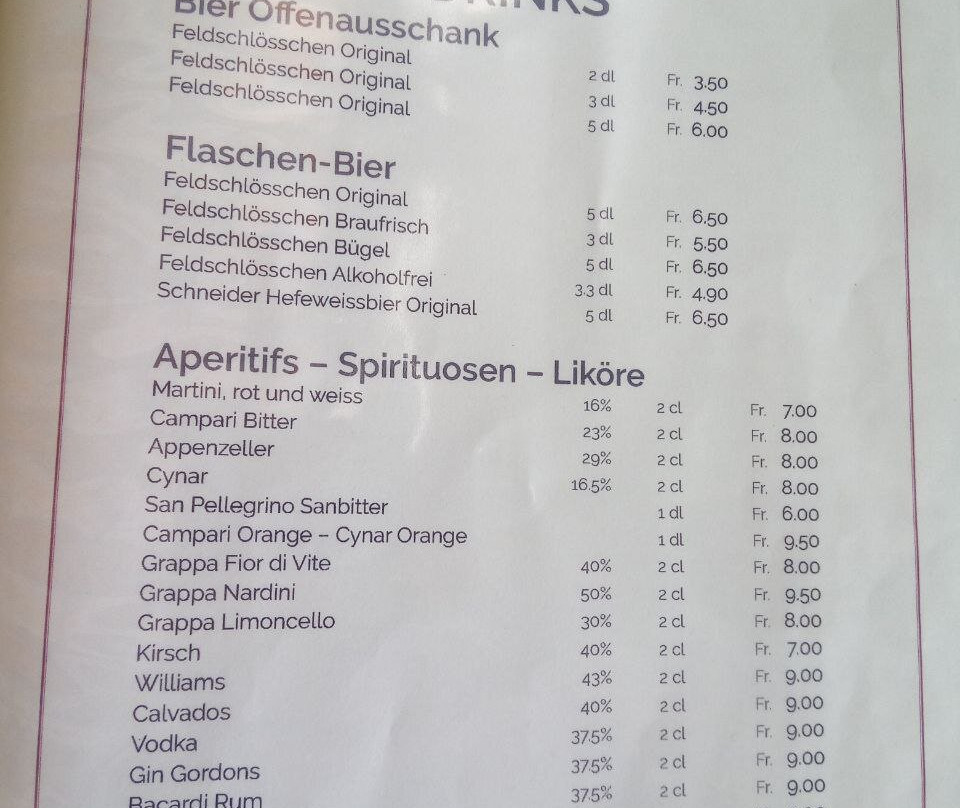 DRINKS
Bier Offenausschank
Feldschlösschen Original 2 dl Fr. 3.50
Feldschlösschen Original 3 dl Fr. 4.50
Feldschlösschen Original 5 dl Fr. 6.00
Flaschen-Bier
Feldschlösschen Original 5 dl Fr. 6.50
Feldschlösschen Braufrisch 3 dl Fr. 5.50
Feldschlösschen Bügel 5 dl Fr. 6.50
Feldschlösschen Alkoholfrei 3.3 dl Fr. 4.90
Schneider Hefeweissbier Original 5 dl Fr. 6.50
Aperitifs – Spirituosen – Liköre
Martini, rot und weiss 16% 2 cl Fr. 7.00
Campari Bitter 23% 2 cl Fr. 8.00
Appenzeller 29% 2 cl Fr. 8.00
Cynar 16.5% 2 cl Fr. 8.00
San Pellegrino Sanbitter 1 dl Fr. 6.00
Campari Orange – Cynar Orange 1 dl Fr. 9.50
Grappa Fior di Vite 40% 2 cl Fr. 8.00
Grappa Nardini 50% 2 cl Fr. 9.50
Grappa Limoncello 30% 2 cl Fr. 8.00
Kirsch 40% 2 cl Fr. 7.00
Williams 43% 2 cl Fr. 9.00
Calvados 40% 2 cl Fr. 9.00
Vodka 37.5% 2 cl Fr. 9.00
Gin Gordons 37.5% 2 cl Fr. 9.00
Bacardi Rum 37.5% 2 cl Fr. 9.00